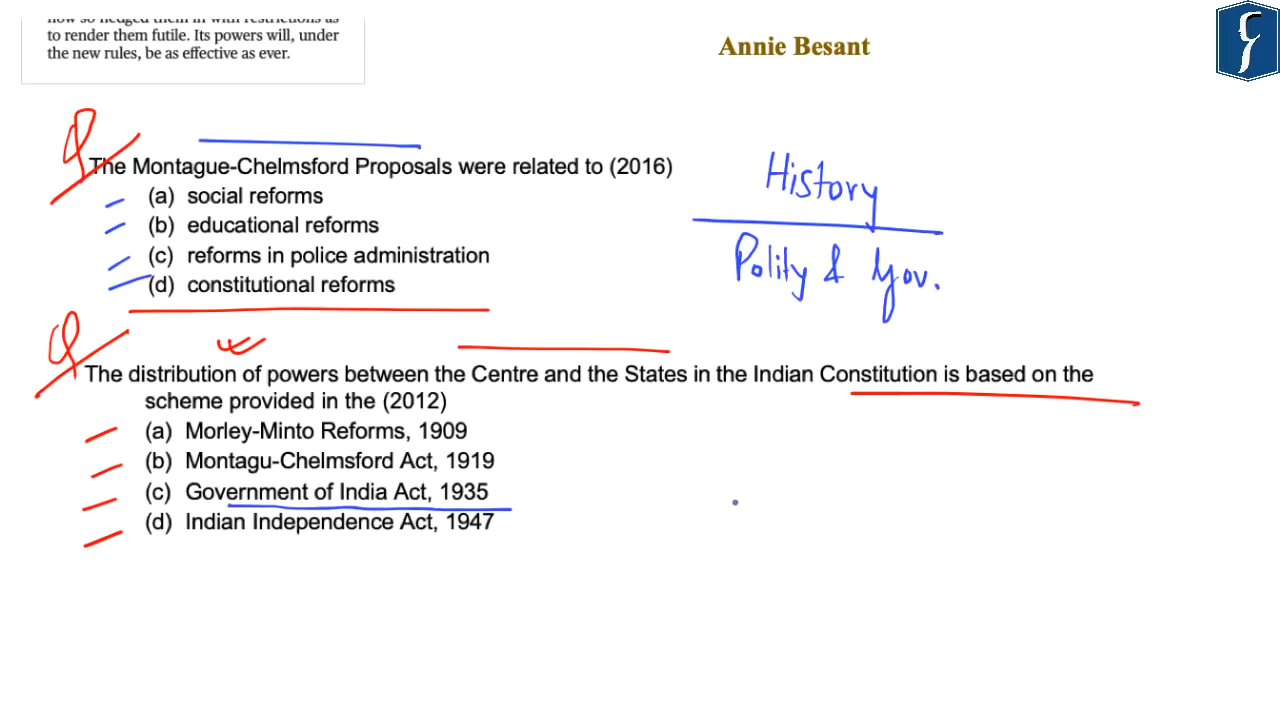 now so hedged them in with restrictions as
to render them futile. Its powers will, under
the new rules, be as effective as ever.
Annie Besant
Q
The Montague-Chelmsford Proposals were related to (2016)
(a) social reforms
(b) educational reforms
(c) reforms in police administration
(d) constitutional reforms
History
Polity & Gov.
Q
The distribution of powers between the Centre and the States in the Indian Constitution is based on the
scheme provided in the (2012)
(a) Morley-Minto Reforms, 1909
(b) Montagu-Chelmsford Act, 1919
(c) Government of India Act, 1935
(d) Indian Independence Act, 1947